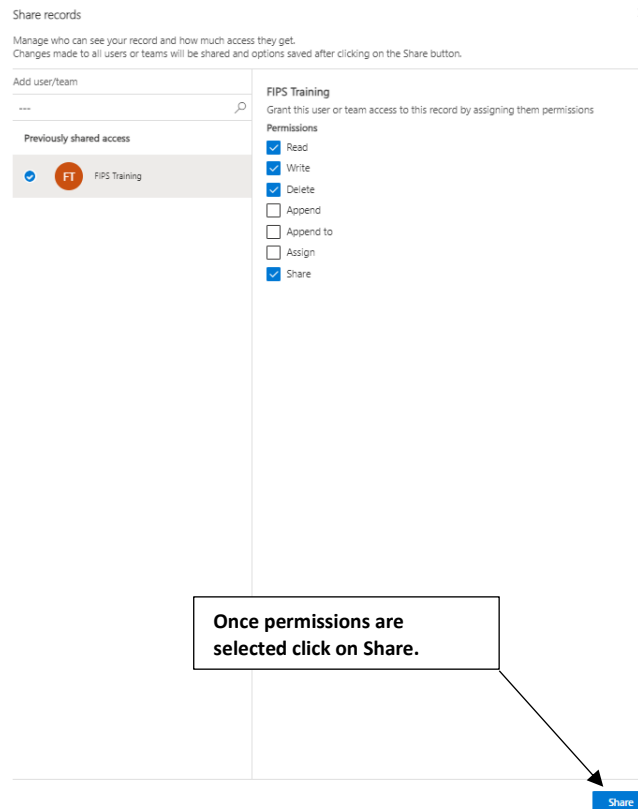 Share records
Manage who can see your record and how much access they get.
Changes made to all users or teams will be shared and options saved after clicking on the Share button.
Add user/team
---
Previously shared access
FT
FIPS Training
FIPS Training
Grant this user or team access to this record by assigning them permissions
Permissions
Read
Write
Delete
Append
Append to
Assign
Share
Once permissions are
selected click on Share.
Share